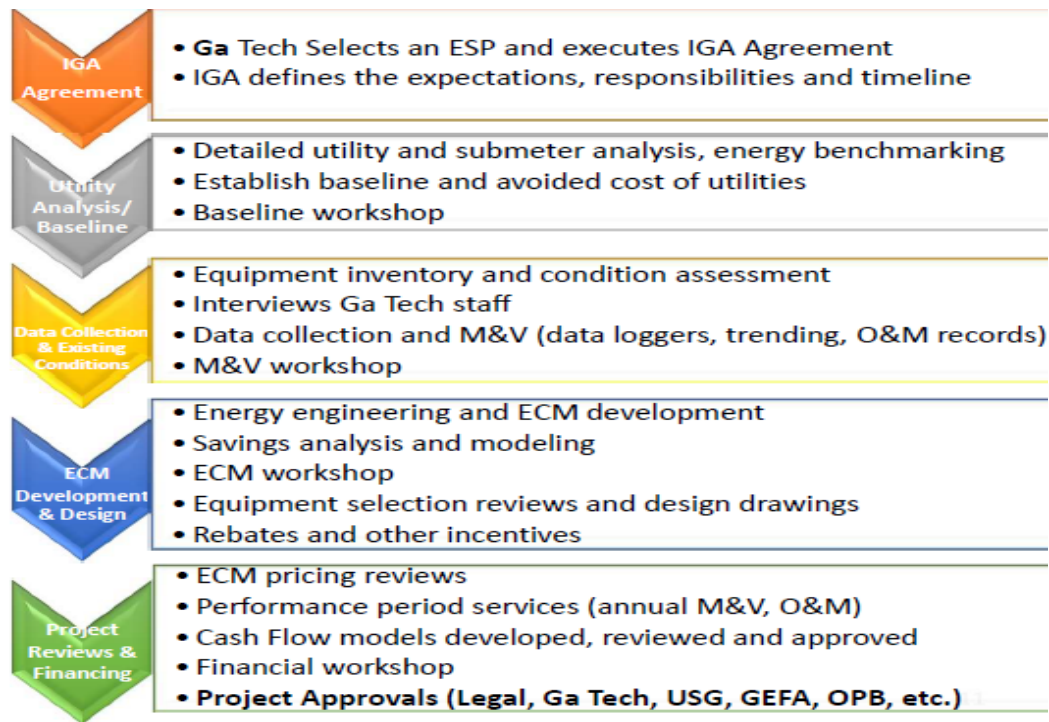 IGA
Agreement
• Ga Tech Selects an ESP and executes IGA Agreement
• IGA defines the expectations, responsibilities and timeline
Utility
Analysis/
Baseline
• Detailed utility and submeter analysis, energy benchmarking
• Establish baseline and avoided cost of utilities
• Baseline workshop
Data Collection
& Existing
Conditions
• Equipment inventory and condition assessment
• Interviews Ga Tech staff
• Data collection and M&V (data loggers, trending, O&M records)
• M&V workshop
ECM
Development
& Design
• Energy engineering and ECM development
• Savings analysis and modeling
• ECM workshop
• Equipment selection reviews and design drawings
• Rebates and other incentives
Project
Reviews &
Financing
• ECM pricing reviews
• Performance period services (annual M&V, O&M)
• Cash Flow models developed, reviewed and approved
• Financial workshop
• Project Approvals (Legal, Ga Tech, USG, GEFA, OPB, etc.)